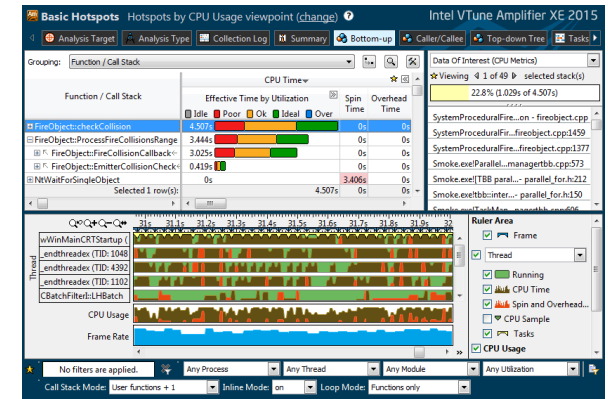 Basic Hotspots Hotspots by CPU Usage viewpoint (change) ? Intel VTune Amplifier XE 2015
Analysis Target Analysis Type Collection Log Summary Bottom-up Caller/Callee Top-down Tree Tasks
Grouping: Function / Call Stack
Data Of Interest (CPU Metrics)
Viewing 1 of 49 selected stack(s)
22.8% (1.029s of 4.507s)
Function / Call Stack
CPU Time
Effective Time by Utilization
Spin Time
Overhead Time
Idle Poor Ok Ideal Over
FireObject::checkCollision 4.507s 0s 0s
FireObject::ProcessFireCollisionsRange 3.444s 0s 0s
FireObject::FireCollisionCallback 3.025s 0s 0s
FireObject::EmitterCollisionCheck 0.419s 0s 0s
NtWaitForSingleObject 0s 3.406s 0s
Selected 1 row(s): 4.507s 0s 0s
SystemProceduralFire...on - fireobject.cpp
SystemProceduralFire...fireobject.cpp:1459
SystemProceduralFire...fireobject.cpp:1377
Smoke.exe!Parallel...managertbb.cpp:573
Smoke.exe![TBB paral...- parallel_for.h:212
Smoke.exe!tbb::inter...- parallel_for.h:150
31s 31.1s 31.2s 31.3s 31.4s 31.5s 31.6s 31.7s 31.8s 31.9s 32
Thread
wWinMainCRTStartup (
_endthreadex (TID: 1048
_endthreadex (TID: 4392
_endthreadex (TID: 1102
CBatchFilterI::LHBatch
CPU Usage
Frame Rate
Ruler Area
Frame
Thread
Running
CPU Time
Spin and Overhead...
CPU Sample
Tasks
CPU Usage
No filters are applied. Any Process Any Thread Any Module Any Utilization
Call Stack Mode: User functions + 1 Inline Mode: on Loop Mode: Functions only